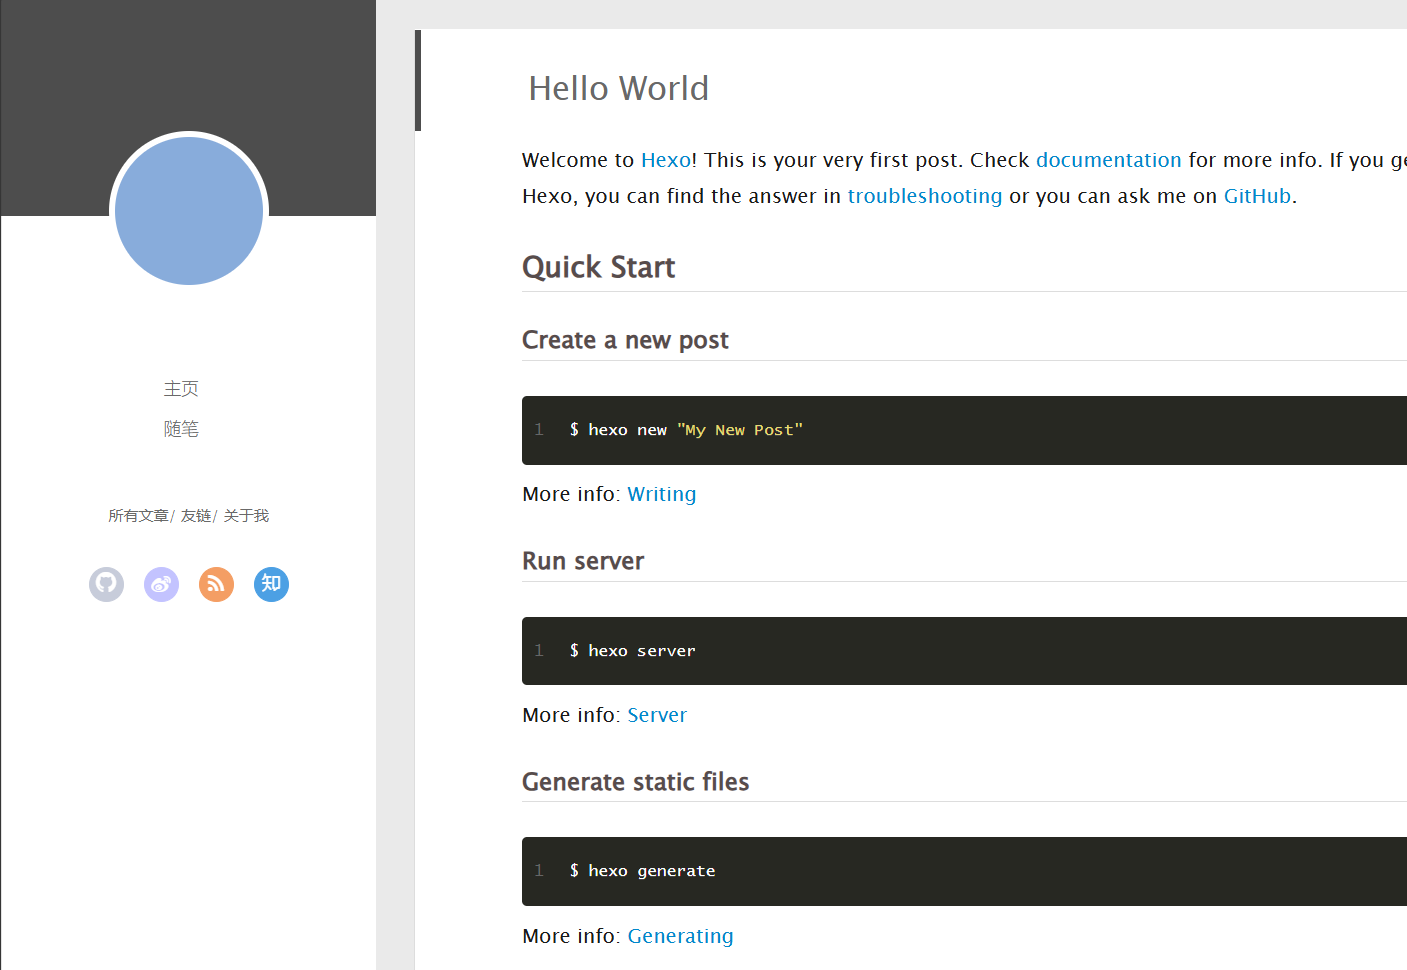 主页
随笔
所有文章/ 友链/ 关于我
知
Hello World
Welcome to Hexo! This is your very first post. Check documentation for more info. If you ge
Hexo, you can find the answer in troubleshooting or you can ask me on GitHub.
Quick Start
Create a new post
1 $ hexo new "My New Post"
More info: Writing
Run server
1 $ hexo server
More info: Server
Generate static files
1 $ hexo generate
More info: Generating